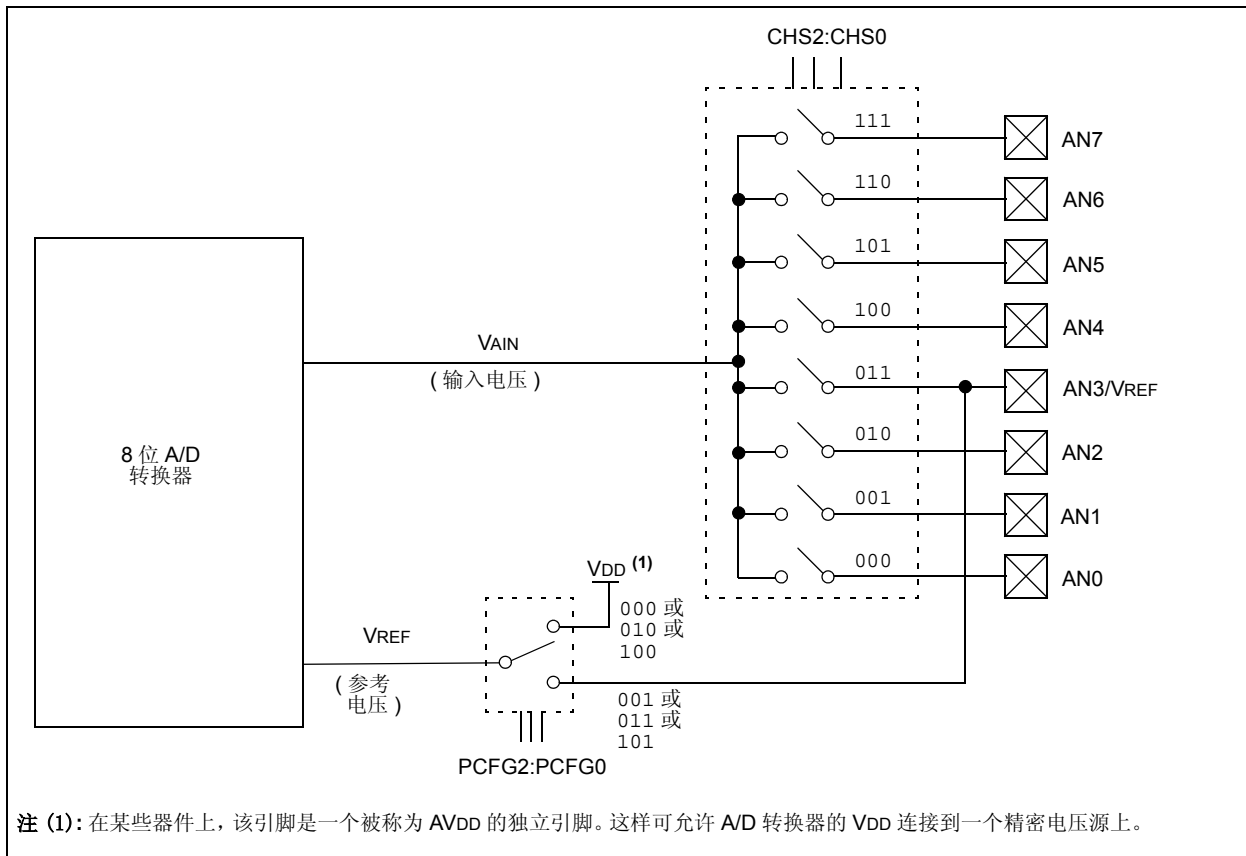 CHS2:CHS0
111
AN7
110
AN6
101
AN5
100
AN4
VAIN
( 输入电压 )
011
AN3/VREF
8 位 A/D
转换器
010
AN2
001
AN1
000
AN0
VDD (1)
000 或
010 或
100
VREF
( 参考
电压 )
001 或
011 或
101
PCFG2:PCFG0
注 (1): 在某些器件上，该引脚是一个被称为 AVDD 的独立引脚。这样可允许 A/D 转换器的 VDD 连接到一个精密电压源上。